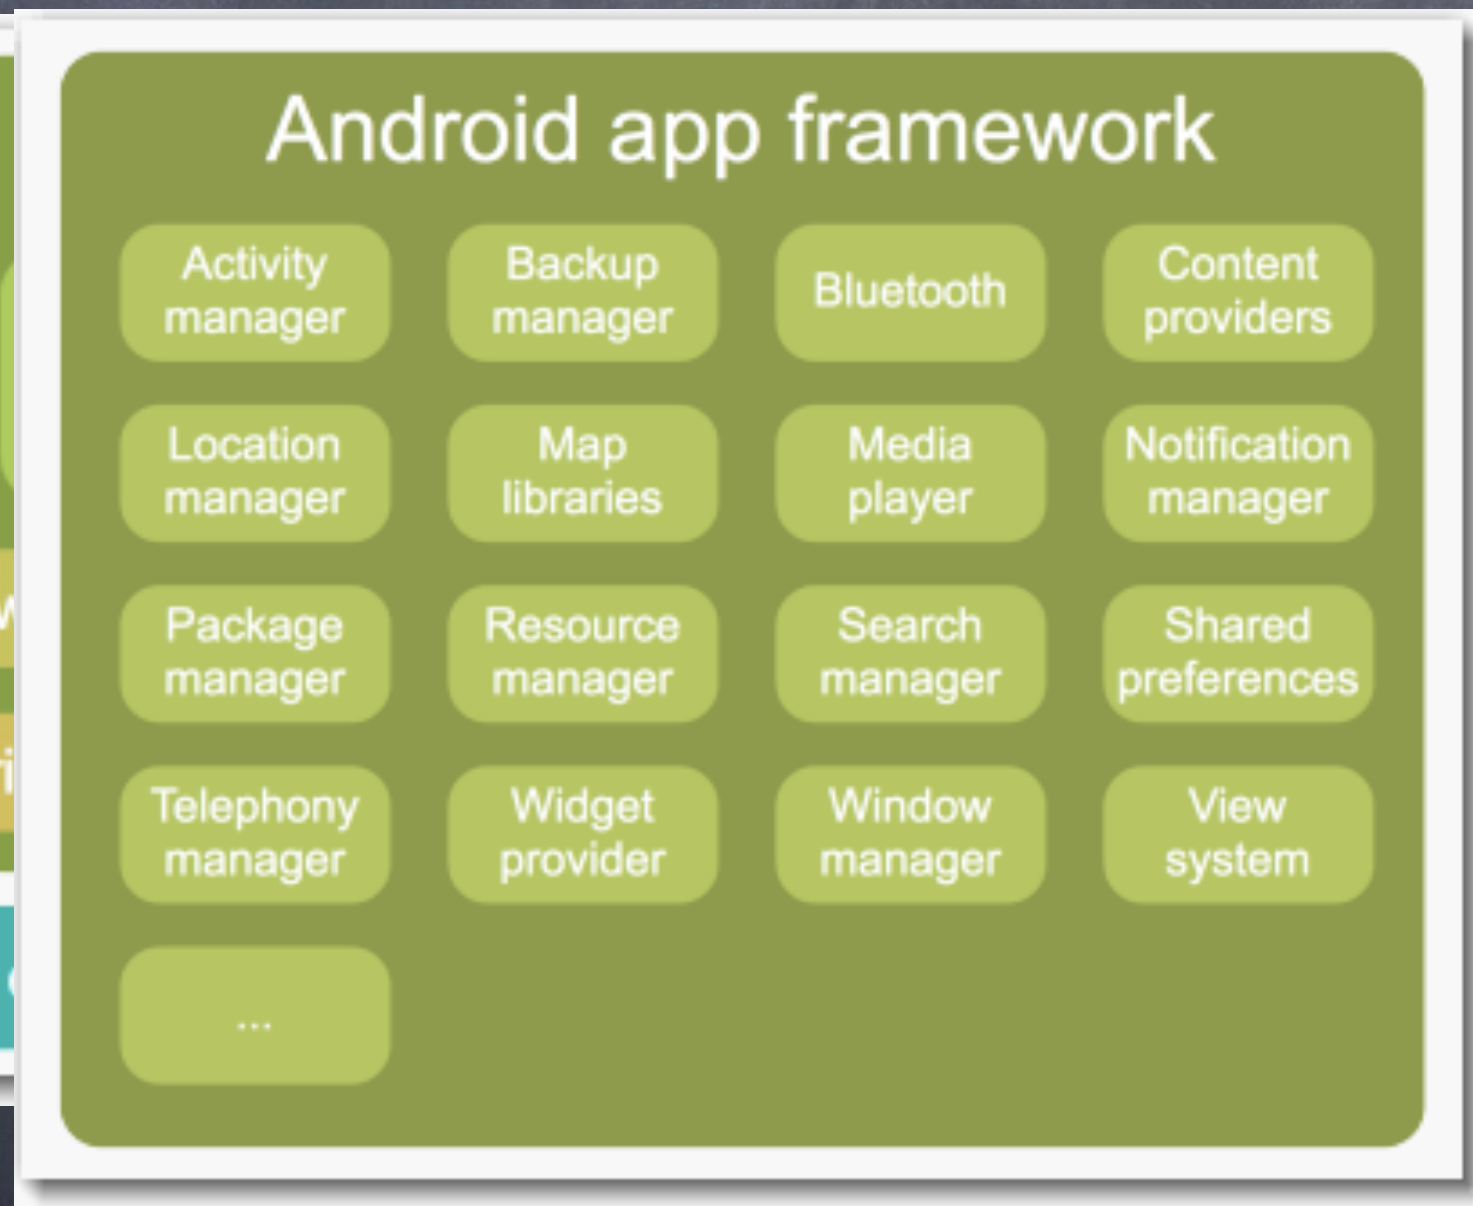 Android app framework
Activity
manager
Backup
manager
Bluetooth
Content
providers
Location
manager
Map
libraries
Media
player
Notification
manager
Package
manager
Resource
manager
Search
manager
Shared
preferences
Telephony
manager
Widget
provider
Window
manager
View
system
...